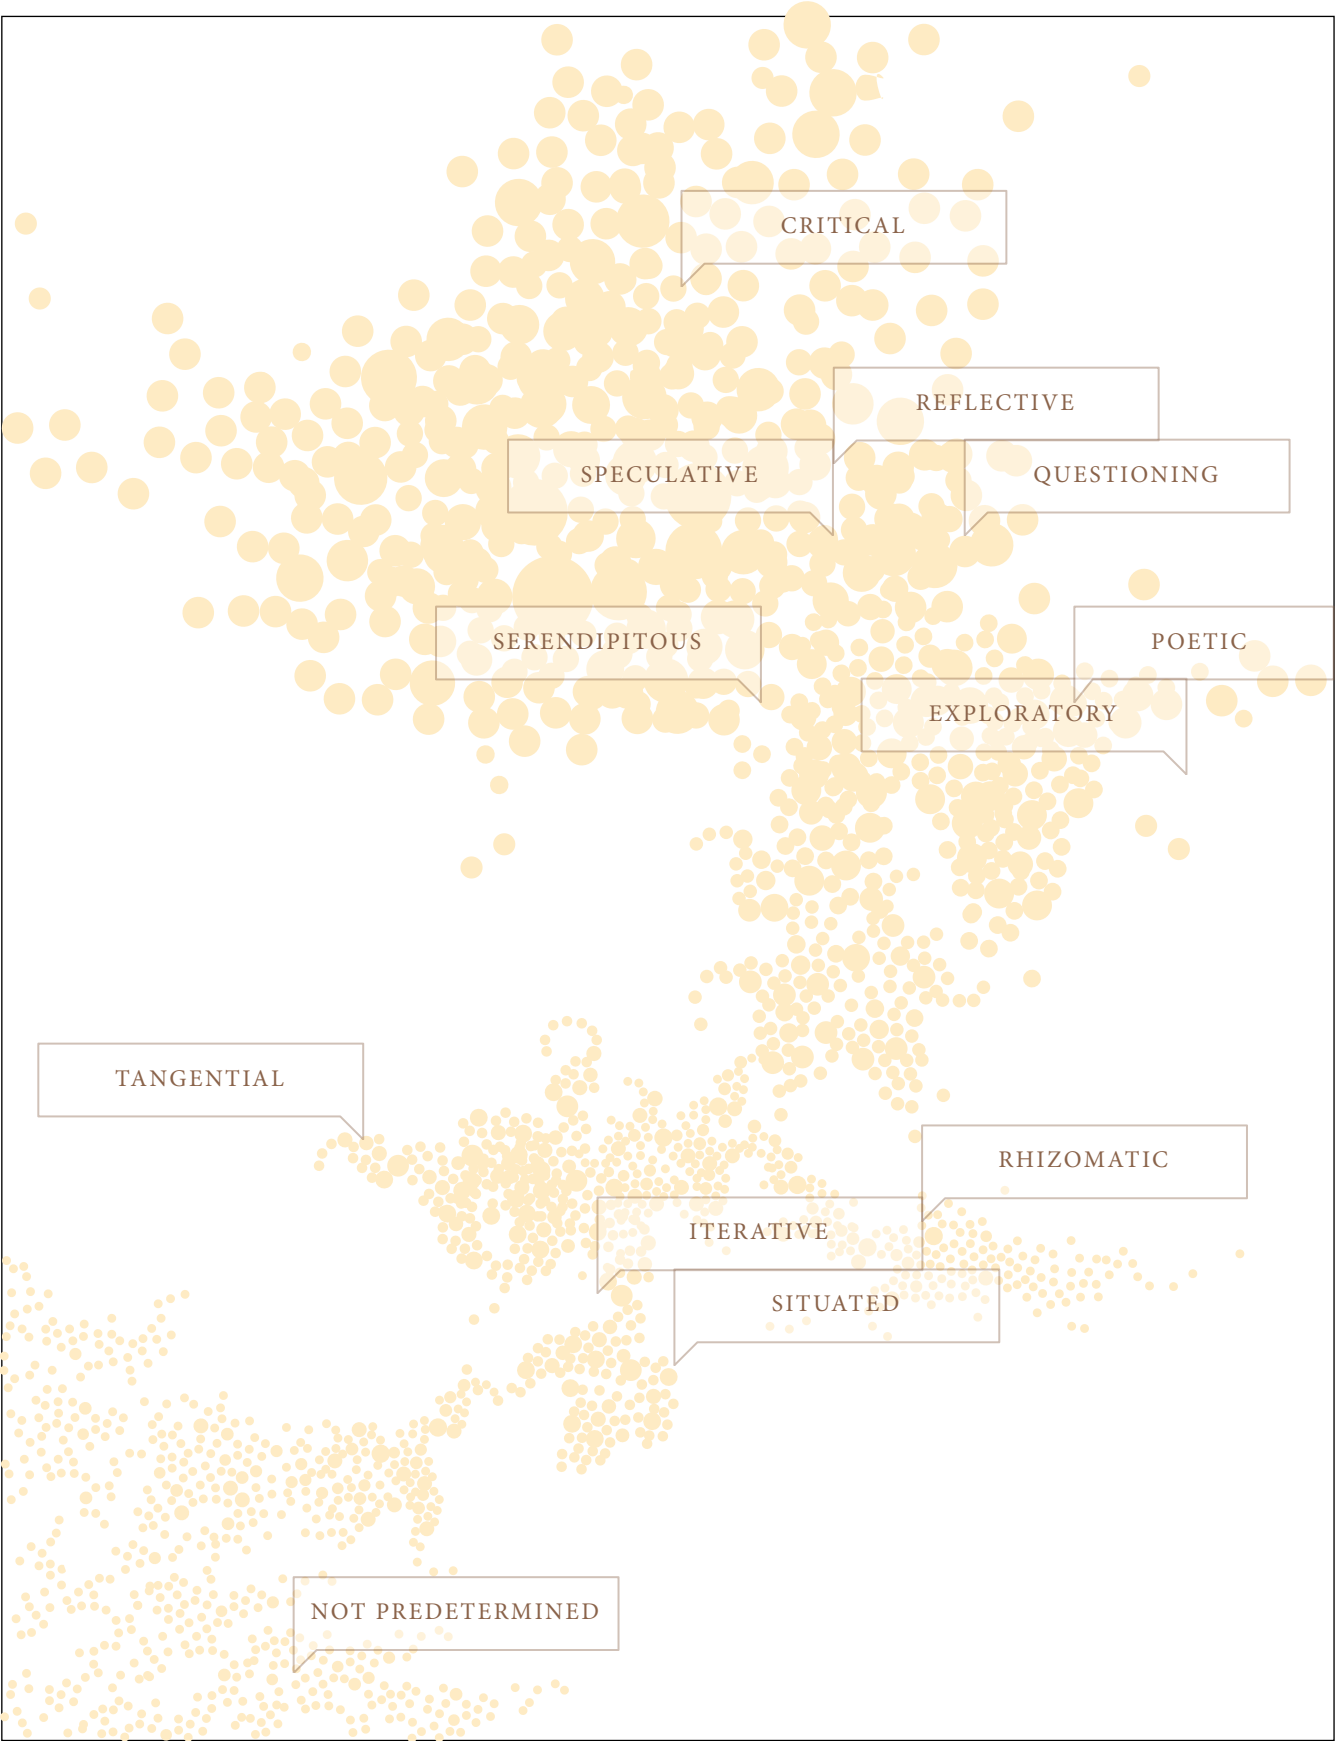 CRITICAL
REFLECTIVE
SPECULATIVE
QUESTIONING
SERENDIPITOUS
POETIC
EXPLORATORY
TANGENTIAL
RHIZOMATIC
ITERATIVE
SITUATED
NOT PREDETERMINED